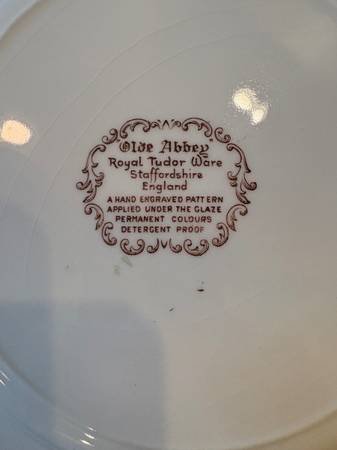 Olde Abbey
Royal Tudor Ware
Staffordshire
England
A HAND ENGRAVED PATTERN
APPLIED UNDER THE GLAZE
PERMANENT COLOURS
DETERGENT PROOF